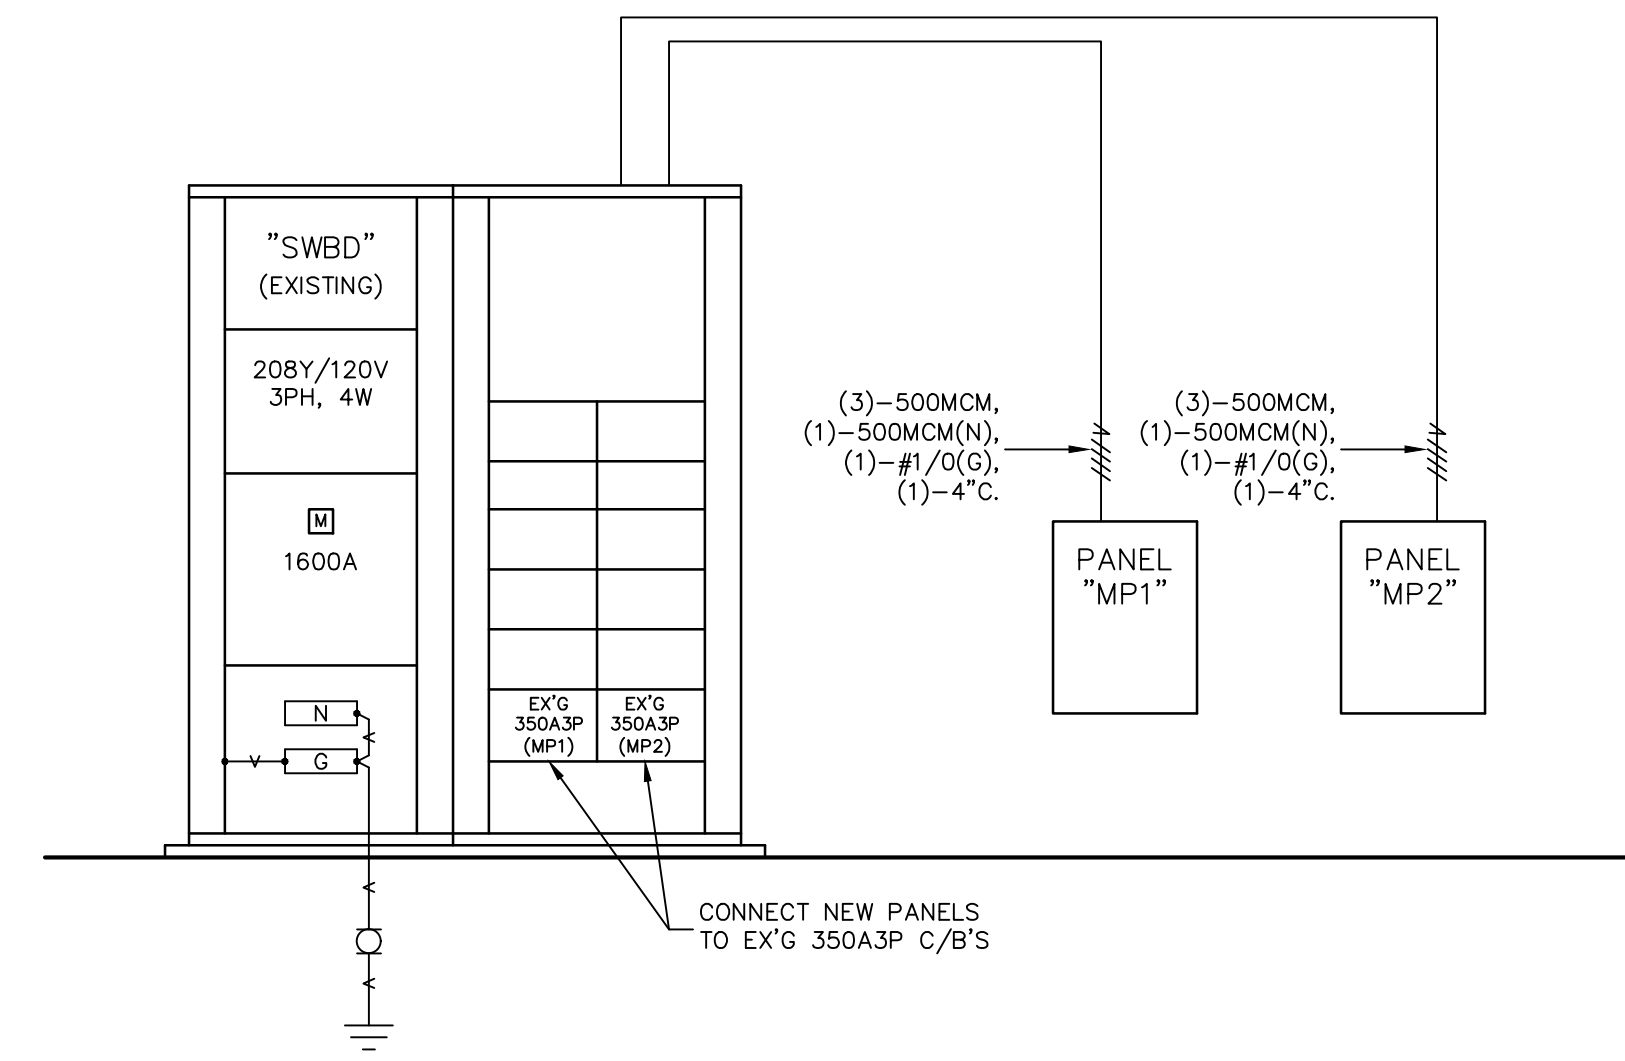 "SWBD"
(EXISTING)
208Y/120V
3PH, 4W
M
1600A
N
G
EX'G
350A3P
(MP1)
EX'G
350A3P
(MP2)
CONNECT NEW PANELS
TO EX'G 350A3P C/B'S
(3)-500MCM,
(1)-500MCM(N),
(1)-#1/0(G),
(1)-4"C.
PANEL
"MP1"
(3)-500MCM,
(1)-500MCM(N),
(1)-#1/0(G),
(1)-4"C.
PANEL
"MP2"